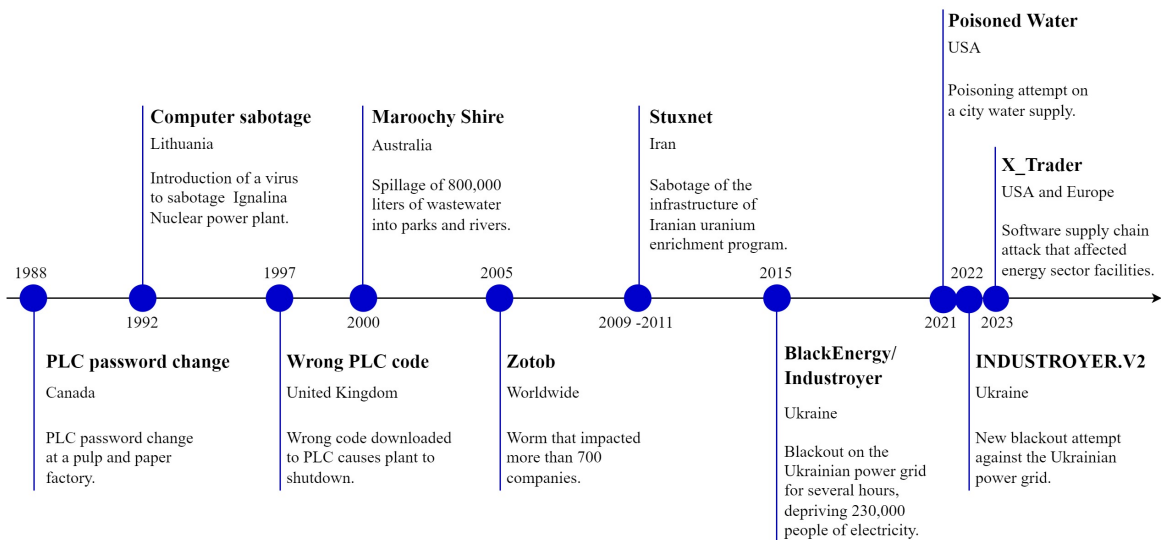 Poisoned Water
USA
Poisoning attempt on
a city water supply.
Computer sabotage
Lithuania
Introduction of a virus
to sabotage Ignalina
Nuclear power plant.
Maroochy Shire
Australia
Spillage of 800,000
liters of wastewater
into parks and rivers.
Stuxnet
Iran
Sabotage of the
infrastructure of
Iranian uranium
enrichment program.
X_Trader
USA and Europe
Software supply chain
attack that affected
energy sector facilities.
1988
1997
2005
2015
2022
1992
2000
2009 -2011
2021
2023
PLC password change
Canada
PLC password change
at a pulp and paper
factory.
Wrong PLC code
United Kingdom
Wrong code downloaded
to PLC causes plant to
shutdown.
Zotob
Worldwide
Worm that impacted
more than 700
companies.
BlackEnergy/
Industroyer
Ukraine
Blackout on the
Ukrainian power grid
for several hours,
depriving 230,000
people of electricity.
INDUSTROYER.V2
Ukraine
New blackout attempt
against the Ukrainian
power grid.